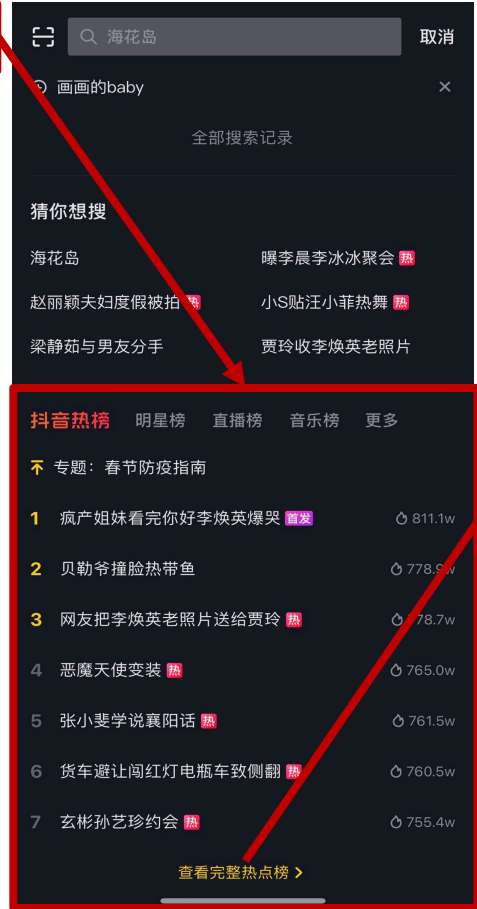 海花岛 取消
画画的baby
全部搜索记录
猜你想搜
海花岛 曝李晨李冰冰聚会 热
赵丽颖夫妇度假被拍 热 小S贴汪小菲热舞 热
梁静茹与男友分手 贾玲收李焕英老照片
抖音热榜 明星榜 直播榜 音乐榜 更多
专题：春节防疫指南
1 疯产姐妹看完你好李焕英爆哭 首发 811.1w
2 贝勒爷撞脸热带鱼 778.9w
3 网友把李焕英老照片送给贾玲 热 778.7w
4 恶魔天使变装 热 765.0w
5 张小斐学说襄阳话 热 761.5w
6 货车避让闯红灯电瓶车致侧翻 热 760.5w
7 玄彬孙艺珍约会 热 755.4w
查看完整热点榜